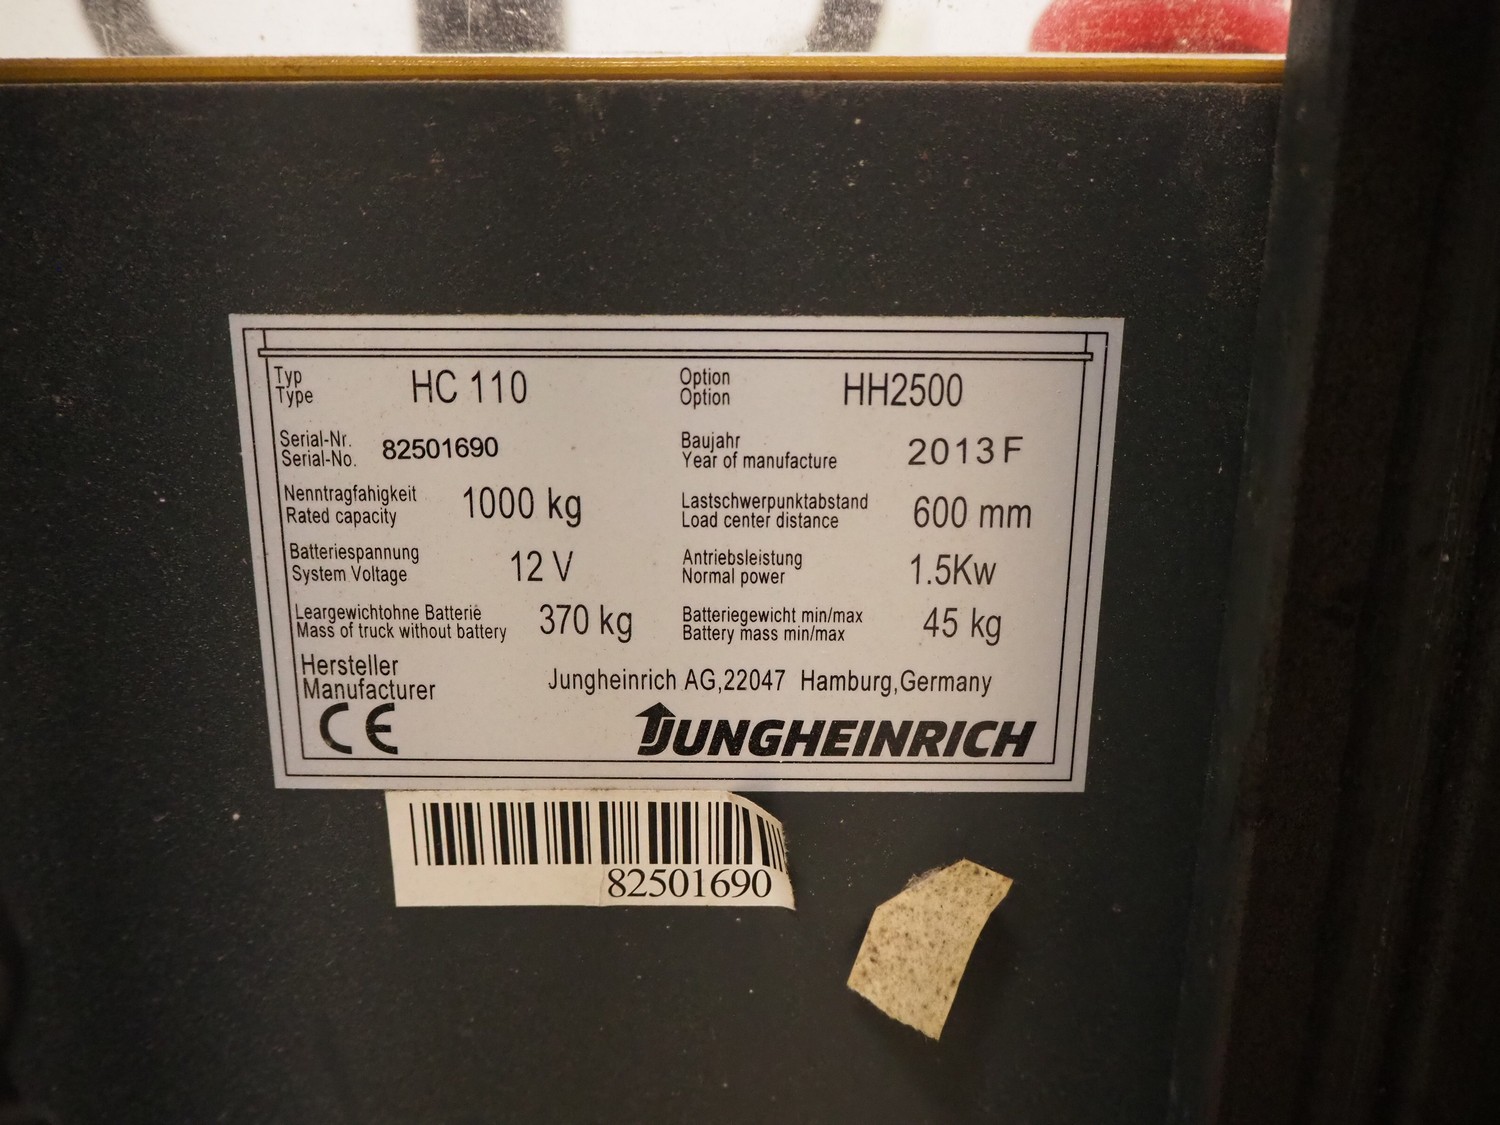 Typ HC 110 Option HH2500
Type Option
Serial-Nr. 82501690 Baujahr 2013 F
Serial-No. Year of manufacture
Nenntragfahigkeit 1000 kg Lastschwerpunktabstand 600 mm
Rated capacity Load center distance
Batteriespannung 12 V Antriebsleistung 1.5Kw
System Voltage Normal power
Leargewichtohne Batterie 370 kg Batteriegewicht min/max 45 kg
Mass of truck without battery Battery mass min/max
Hersteller Jungheinrich AG,22047 Hamburg,Germany
Manufacturer
CE JUNGHEINRICH
82501690